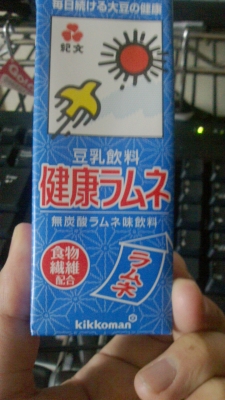 毎日続ける大豆の健康
紀文
豆乳飲料
健康ラムネ
無炭酸ラムネ味飲料
食物
繊維
配合
ラムネ
kikkoman®